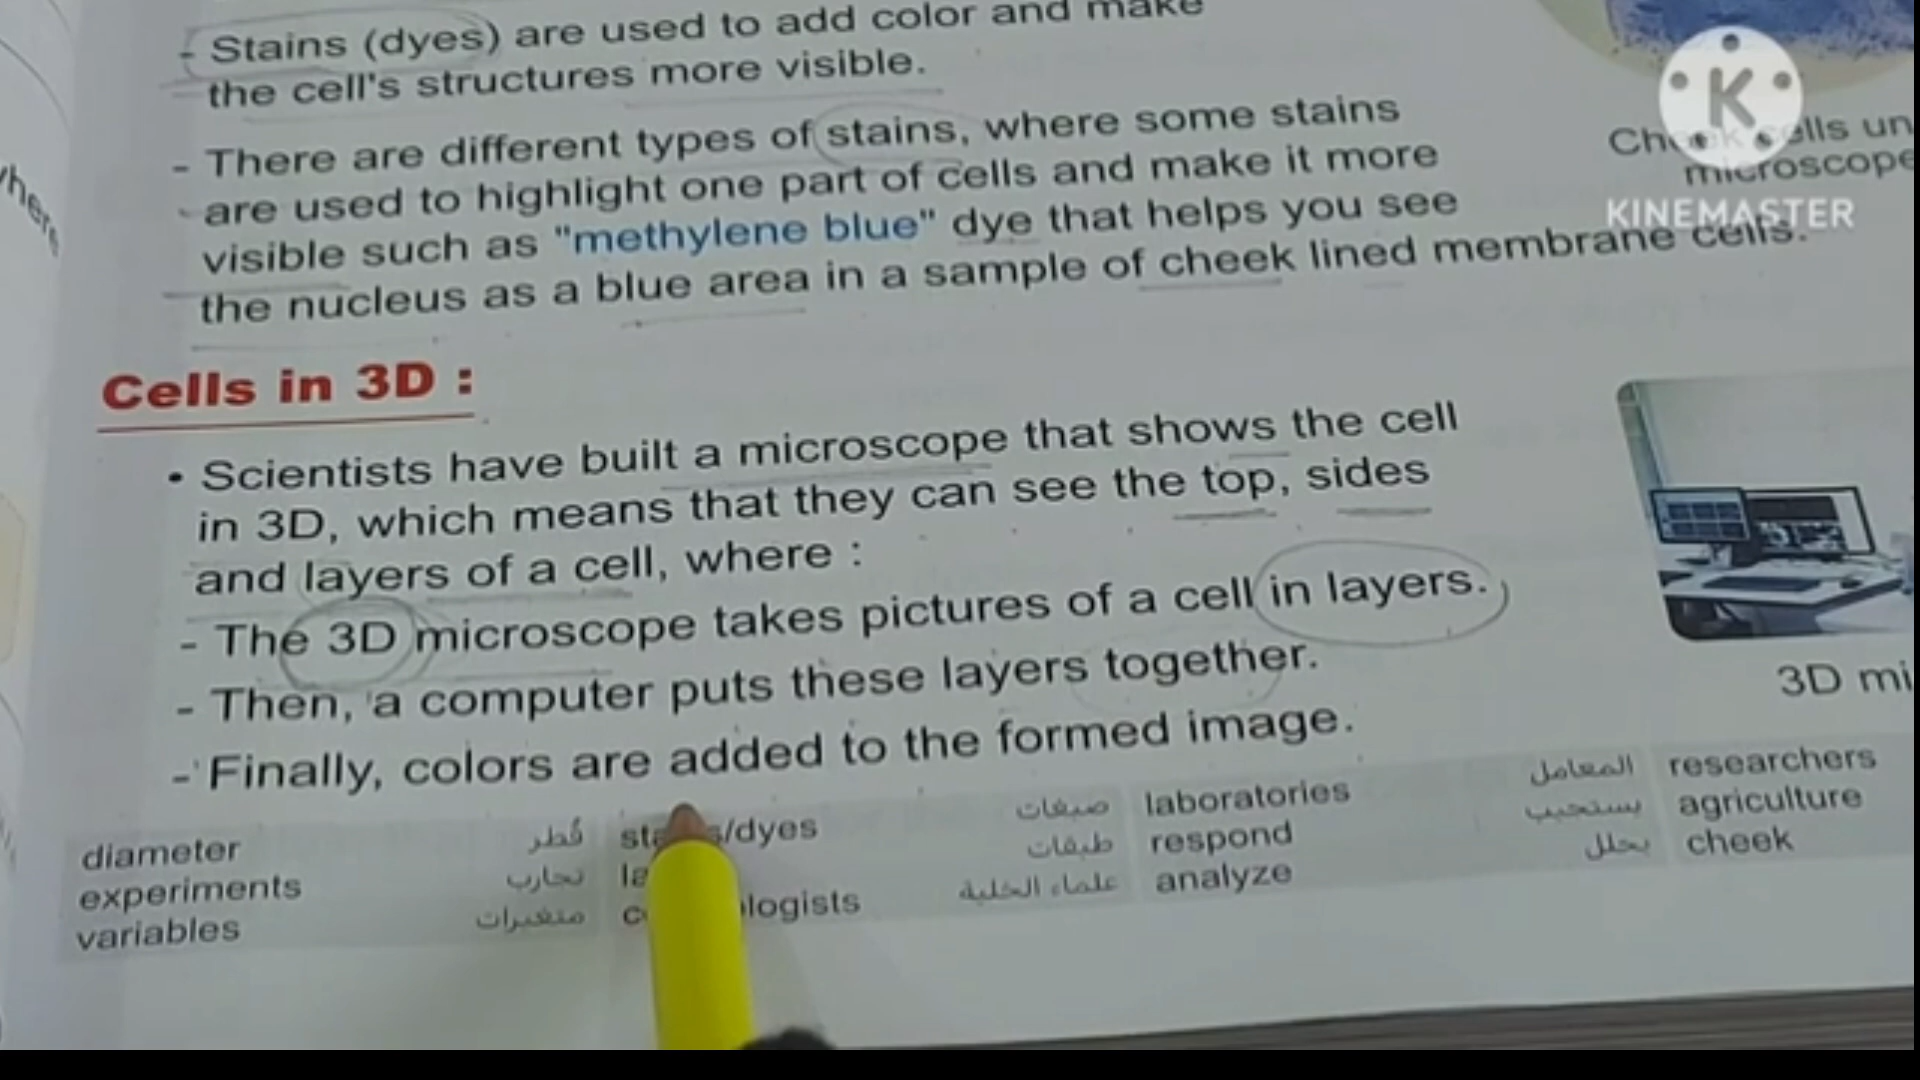 - Stains (dyes) are used to add color and make
the cell's structures more visible.
- There are different types of stains, where some stains
are used to highlight one part of cells and make it more
visible such as "methylene blue" dye that helps you see
the nucleus as a blue area in a sample of cheek lined membrane cells.
cells un
microscope
KINEMASTER
Cells in 3D :
• Scientists have built a microscope that shows the cell
in 3D, which means that they can see the top, sides
and layers of a cell, where :
- The 3D microscope takes pictures of a cell in layers.
- Then, a computer puts these layers together.
- Finally, colors are added to the formed image.
3D mi
diameter قُطر /dyes صبغات laboratories المعامل researchers
experiments تجارب طبقات respond يستجيب agriculture
variables متغيرات logists علماء الخلية analyze يحلل cheek